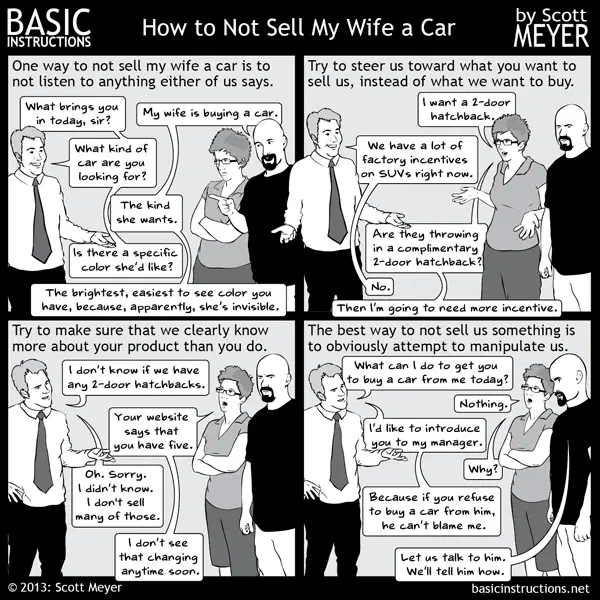 BASIC
INSTRUCTIONS
How to Not Sell My Wife a Car
by Scott
MEYER
One way to not sell my wife a car is to
not listen to anything either of us says.
What brings you
in today, sir?
My wife is buying a car.
What kind of
car are you
looking for?
The kind
she wants.
Is there a specific
color she'd like?
The brightest, easiest to see color you
have, because, apparently, she's invisible.
Try to steer us toward what you want to
sell us, instead of what we want to buy.
I want a 2-door
hatchback.
We have a lot of
factory incentives
on SUVs right now.
Are they throwing
in a complimentary
2-door hatchback?
No.
Then I'm going to need more incentive.
Try to make sure that we clearly know
more about your product than you do.
I don't know if we have
any 2-door hatchbacks.
Your website
says that
you have five.
Oh. Sorry.
I didn't know.
I don't sell
many of those.
I don't see
that changing
anytime soon.
The best way to not sell us something is
to obviously attempt to manipulate us.
What can I do to get you
to buy a car from me today?
Nothing.
I'd like to introduce
you to my manager.
Why?
Because if you refuse
to buy a car from him,
he can't blame me.
Let us talk to him.
We'll tell him how.
© 2013: Scott Meyer
basicinstructions.net